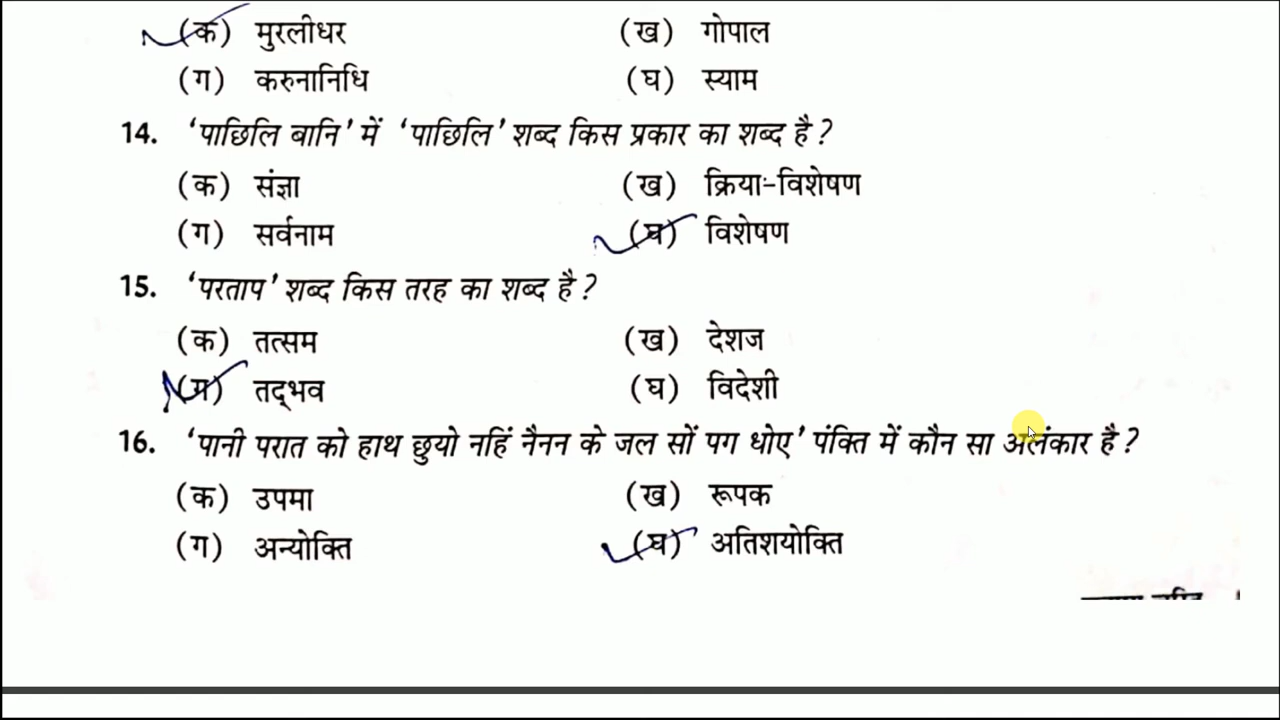 (क) मुरलीधर (ख) गोपाल
(ग) करुनानिधि (घ) स्याम
14. 'पाछिलि बानि' में 'पाछिलि' शब्द किस प्रकार का शब्द है?
(क) संज्ञा (ख) क्रिया-विशेषण
(ग) सर्वनाम (घ) विशेषण
15. 'परताप' शब्द किस तरह का शब्द है?
(क) तत्सम (ख) देशज
(ग) तद्‌भव (घ) विदेशी
16. 'पानी परात को हाथ छुयो नहिं नैनन के जल सों पग धोए' पंक्ति में कौन सा अलंकार है?
(क) उपमा (ख) रूपक
(ग) अन्योक्ति (घ) अतिशयोक्ति